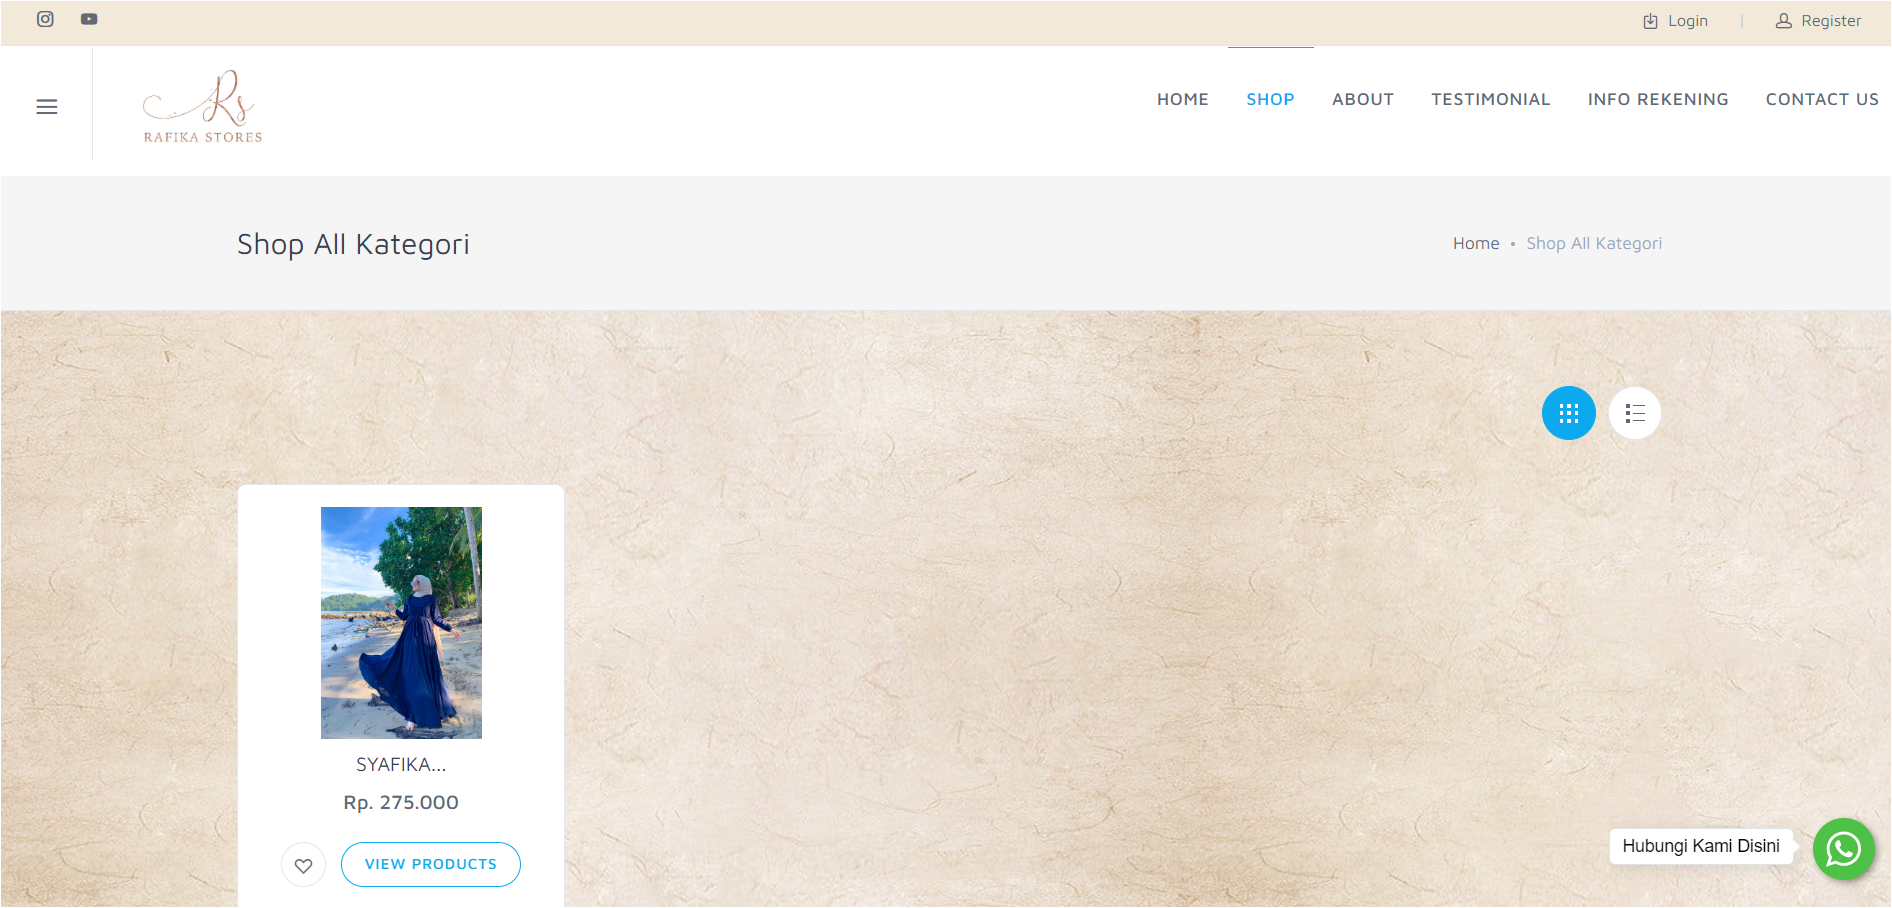 Login | Register
Rs
RAFIKA STORES
HOME SHOP ABOUT TESTIMONIAL INFO REKENING CONTACT US
Shop All Kategori
Home • Shop All Kategori
SYAFIKA...
Rp. 275.000
VIEW PRODUCTS
Hubungi Kami Disini